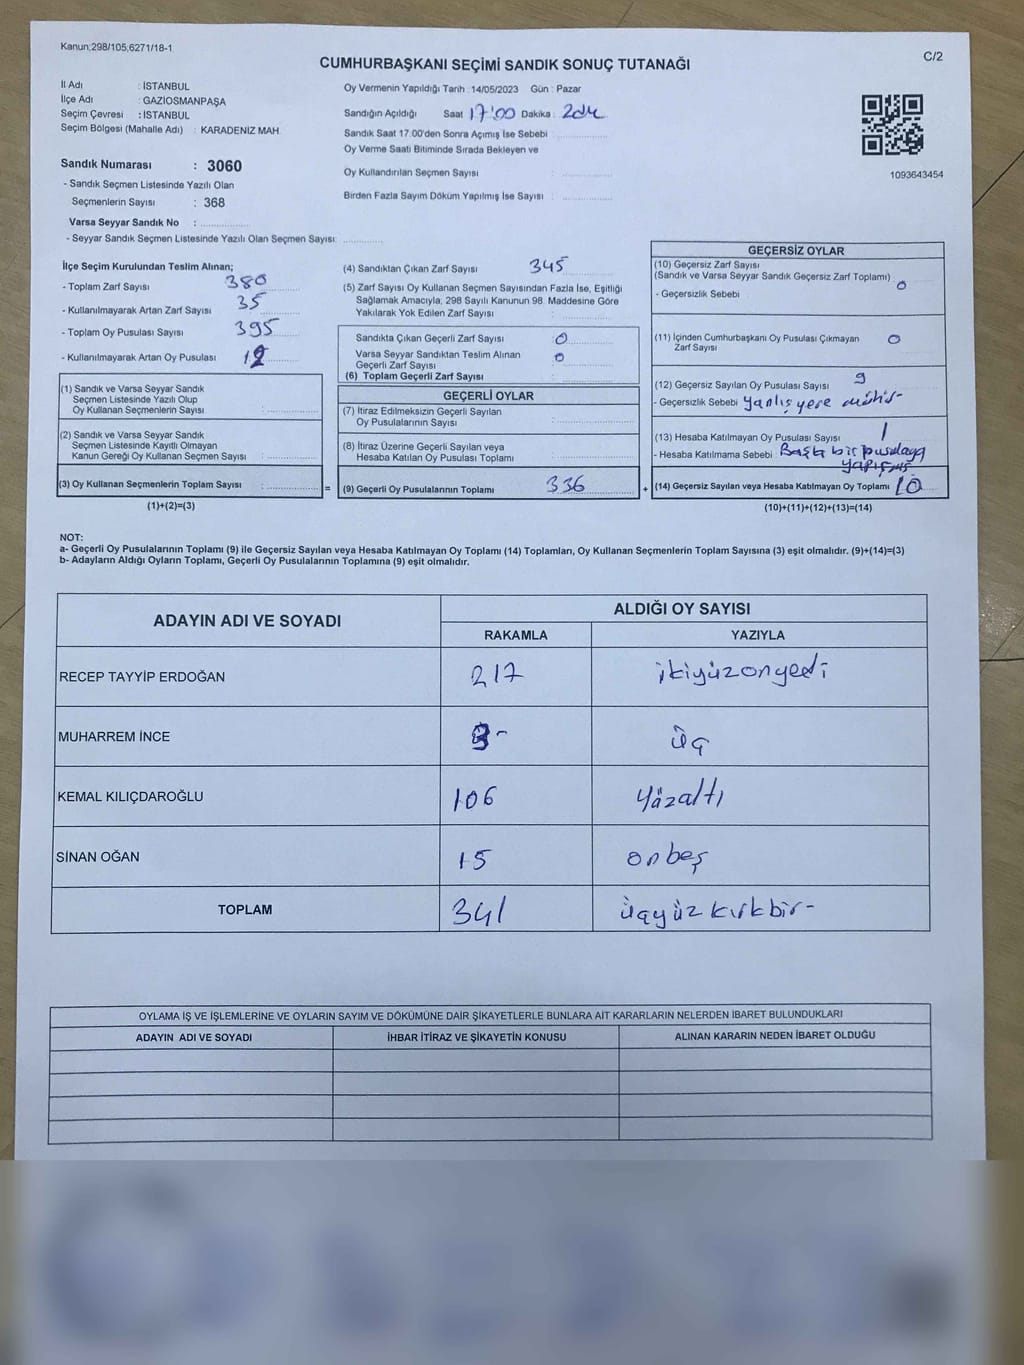 Kanun;298/105;6271/18-1
C/2
CUMHURBAŞKANI SEÇİMİ SANDIK SONUÇ TUTANAĞI
İl Adı : İSTANBUL
İlçe Adı : GAZİOSMANPAŞA
Seçim Çevresi : İSTANBUL
Seçim Bölgesi (Mahalle Adı) : KARADENİZ MAH.
Sandık Numarası : 3060
- Sandık Seçmen Listesinde Yazılı Olan
Seçmenlerin Sayısı : 368
Varsa Seyyar Sandık No :
- Seyyar Sandık Seçmen Listesinde Yazılı Olan Seçmen Sayısı:
Oy Vermenin Yapıldığı Tarih : 14/05/2023 Gün : Pazar
Sandığın Açıldığı Saat 17:00 Dakika : 2dk
Sandık Saat 17.00'den Sonra Açımış İse Sebebi :
Oy Verme Saati Bitiminde Sırada Bekleyen ve
Oy Kullandırılan Seçmen Sayısı :
Birden Fazla Sayım Döküm Yapılmış İse Sayısı :
1093643454
İlçe Seçim Kurulundan Teslim Alınan;
- Toplam Zarf Sayısı : 380
- Kullanılmayarak Artan Zarf Sayısı : 35
- Toplam Oy Pusulası Sayısı : 395
- Kullanılmayarak Artan Oy Pusulası :
(1) Sandık ve Varsa Seyyar Sandık
Seçmen Listesinde Yazılı Olup
Oy Kullanan Seçmenlerin Sayısı :
(2) Sandık ve Varsa Seyyar Sandık
Seçmen Listesinde Kayıtlı Olmayan
Kanun Gereği Oy Kullanan Seçmen Sayısı :
(3) Oy Kullanan Seçmenlerin Toplam Sayısı :
(1)+(2)=(3)
(4) Sandıktan Çıkan Zarf Sayısı : 345
(5) Zarf Sayısı Oy Kullanan Seçmen Sayısından Fazla İse, Eşitliği
Sağlamak Amacıyla; 298 Sayılı Kanunun 98. Maddesine Göre
Yakılarak Yok Edilen Zarf Sayısı :
Sandıkta Çıkan Geçerli Zarf Sayısı : 0
Varsa Seyyar Sandıktan Teslim Alınan
Geçerli Zarf Sayısı : 0
(6) Toplam Geçerli Zarf Sayısı :
GEÇERLİ OYLAR
(7) İtiraz Edilmeksizin Geçerli Sayılan
Oy Pusulalarının Sayısı :
(8) İtiraz Üzerine Geçerli Sayılan veya
Hesaba Katılan Oy Pusulası Toplamı :
= (9) Geçerli Oy Pusulalarının Toplamı 336
GEÇERSİZ OYLAR
(10) Geçersiz Zarf Sayısı
(Sandık ve Varsa Seyyar Sandık Geçersiz Zarf Toplamı) 0
- Geçersizlik Sebebi
(11) İçinden Cumhurbaşkanı Oy Pusulası Çıkmayan 0
Zarf Sayısı
(12) Geçersiz Sayılan Oy Pusulası Sayısı 9
- Geçersizlik Sebebi Yanlış yere mühür
(13) Hesaba Katılmayan Oy Pusulası Sayısı 1
- Hesaba Katılmama Sebebi Başka bir pusulaya
yapışmış
+ (14) Geçersiz Sayılan veya Hesaba Katılmayan Oy Toplamı 10
(10)+(11)+(12)+(13)=(14)
NOT:
a- Geçerli Oy Pusulalarının Toplamı (9) ile Geçersiz Sayılan veya Hesaba Katılmayan Oy Toplamı (14) Toplamları, Oy Kullanan Seçmenlerin Toplam Sayısına (3) eşit olmalıdır. (9)+(14)=(3)
b- Adayların Aldığı Oyların Toplamı, Geçerli Oy Pusulalarının Toplamına (9) eşit olmalıdır.
ADAYIN ADI VE SOYADI ALDIĞI OY SAYISI
RAKAMLA YAZIYLA
RECEP TAYYİP ERDOĞAN 217 ikiyüzonyedi
MUHARREM İNCE 3- üç
KEMAL KILIÇDAROĞLU 106 Yüzaltı
SİNAN OĞAN 15 onbeş
TOPLAM 341 üçyüzkırkbir-
OYLAMA İŞ VE İŞLEMLERİNE VE OYLARIN SAYIM VE DÖKÜMÜNE DAİR ŞİKAYETLERLE BUNLARA AİT KARARLARIN NELERDEN İBARET BULUNDUKLARI
ADAYIN ADI VE SOYADI İHBAR İTİRAZ VE ŞİKAYETİN KONUSU ALINAN KARARIN NEDEN İBARET OLDUĞU